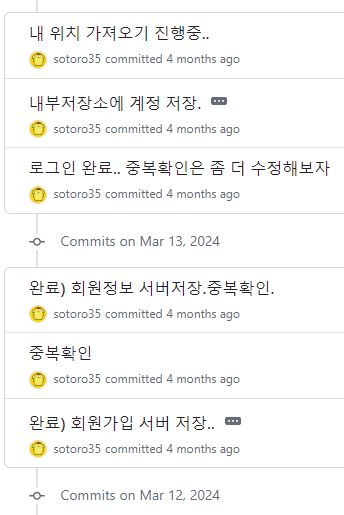 내 위치 가져오기 진행중..
sotoro35 committed 4 months ago
내부저장소에 계정 저장.
sotoro35 committed 4 months ago
로그인 완료.. 중복확인은 좀 더 수정해보자
sotoro35 committed 4 months ago
Commits on Mar 13, 2024
완료) 회원정보 서버저장.중복확인.
sotoro35 committed 4 months ago
중복확인
sotoro35 committed 4 months ago
완료) 회원가입 서버 저장..
sotoro35 committed 4 months ago
Commits on Mar 12, 2024